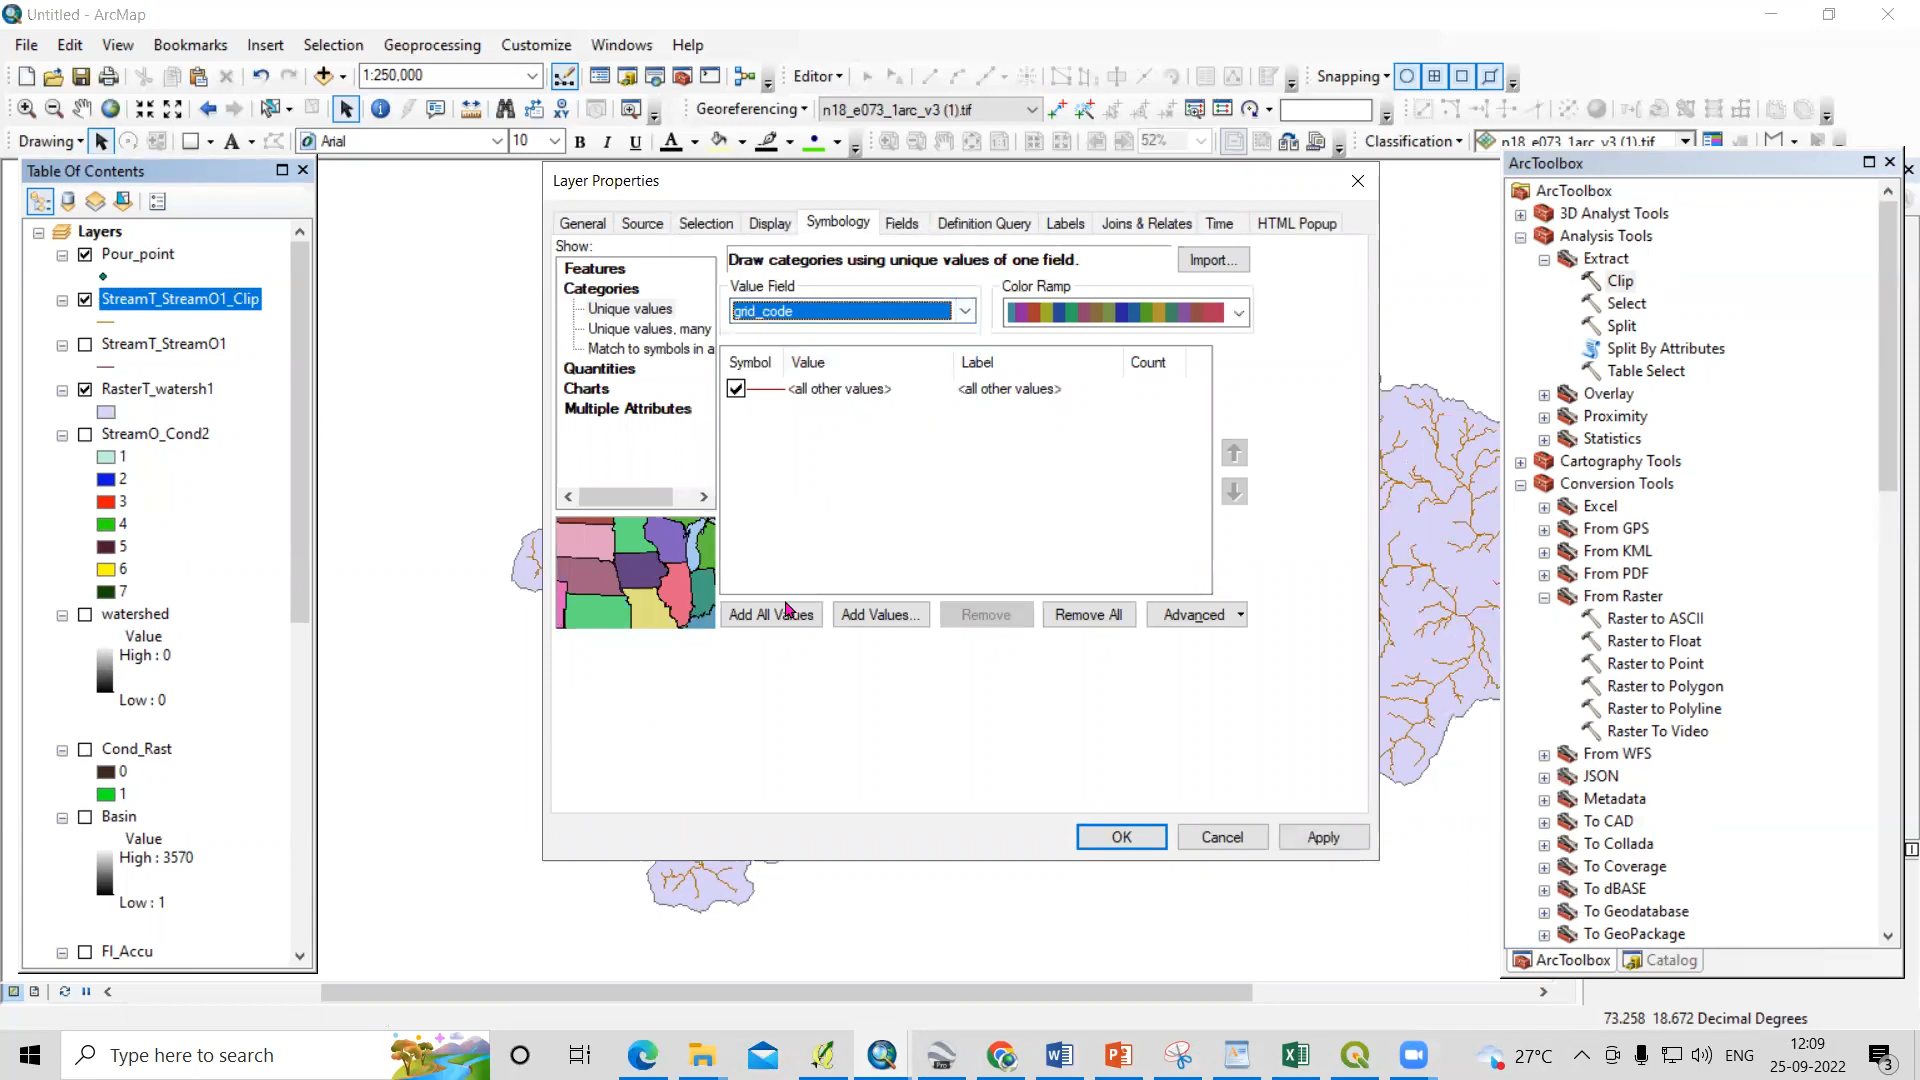 Untitled - ArcMap
File Edit View Bookmarks Insert Selection Geoprocessing Customize Windows Help
1:250,000 Editor Snapping
Georeferencing n18_e073_1arc_v3 (1).tif
Drawing Arial 10 B I U A 52% Classification n18_e073_1arc_v3 (1).tif
Table Of Contents
Layers
Pour_point
StreamT_StreamO1_Clip
StreamT_StreamO1
RasterT_watersh1
StreamO_Cond2
1
2
3
4
5
6
7
watershed
Value
High : 0
Low : 0
Cond_Rast
0
1
Basin
Value
High : 3570
Low : 1
Fl_Accu
Layer Properties
General Source Selection Display Symbology Fields Definition Query Labels Joins & Relates Time HTML Popup
Show:
Features
Categories
Unique values
Unique values, many
Match to symbols in a
Quantities
Charts
Multiple Attributes
Draw categories using unique values of one field.
Import...
Value Field
grid_code
Color Ramp
Symbol Value Label Count
<all other values> <all other values>
Add All Values Add Values... Remove Remove All Advanced
OK Cancel Apply
ArcToolbox
ArcToolbox
3D Analyst Tools
Analysis Tools
Extract
Clip
Select
Split
Split By Attributes
Table Select
Overlay
Proximity
Statistics
Cartography Tools
Conversion Tools
Excel
From GPS
From KML
From PDF
From Raster
Raster to ASCII
Raster to Float
Raster to Point
Raster to Polygon
Raster to Polyline
Raster To Video
From WFS
JSON
Metadata
To CAD
To Collada
To Coverage
To dBASE
To Geodatabase
To GeoPackage
ArcToolbox Catalog
73.258 18.672 Decimal Degrees
Type here to search
Pro
27°C ENG
12:09
25-09-2022
3